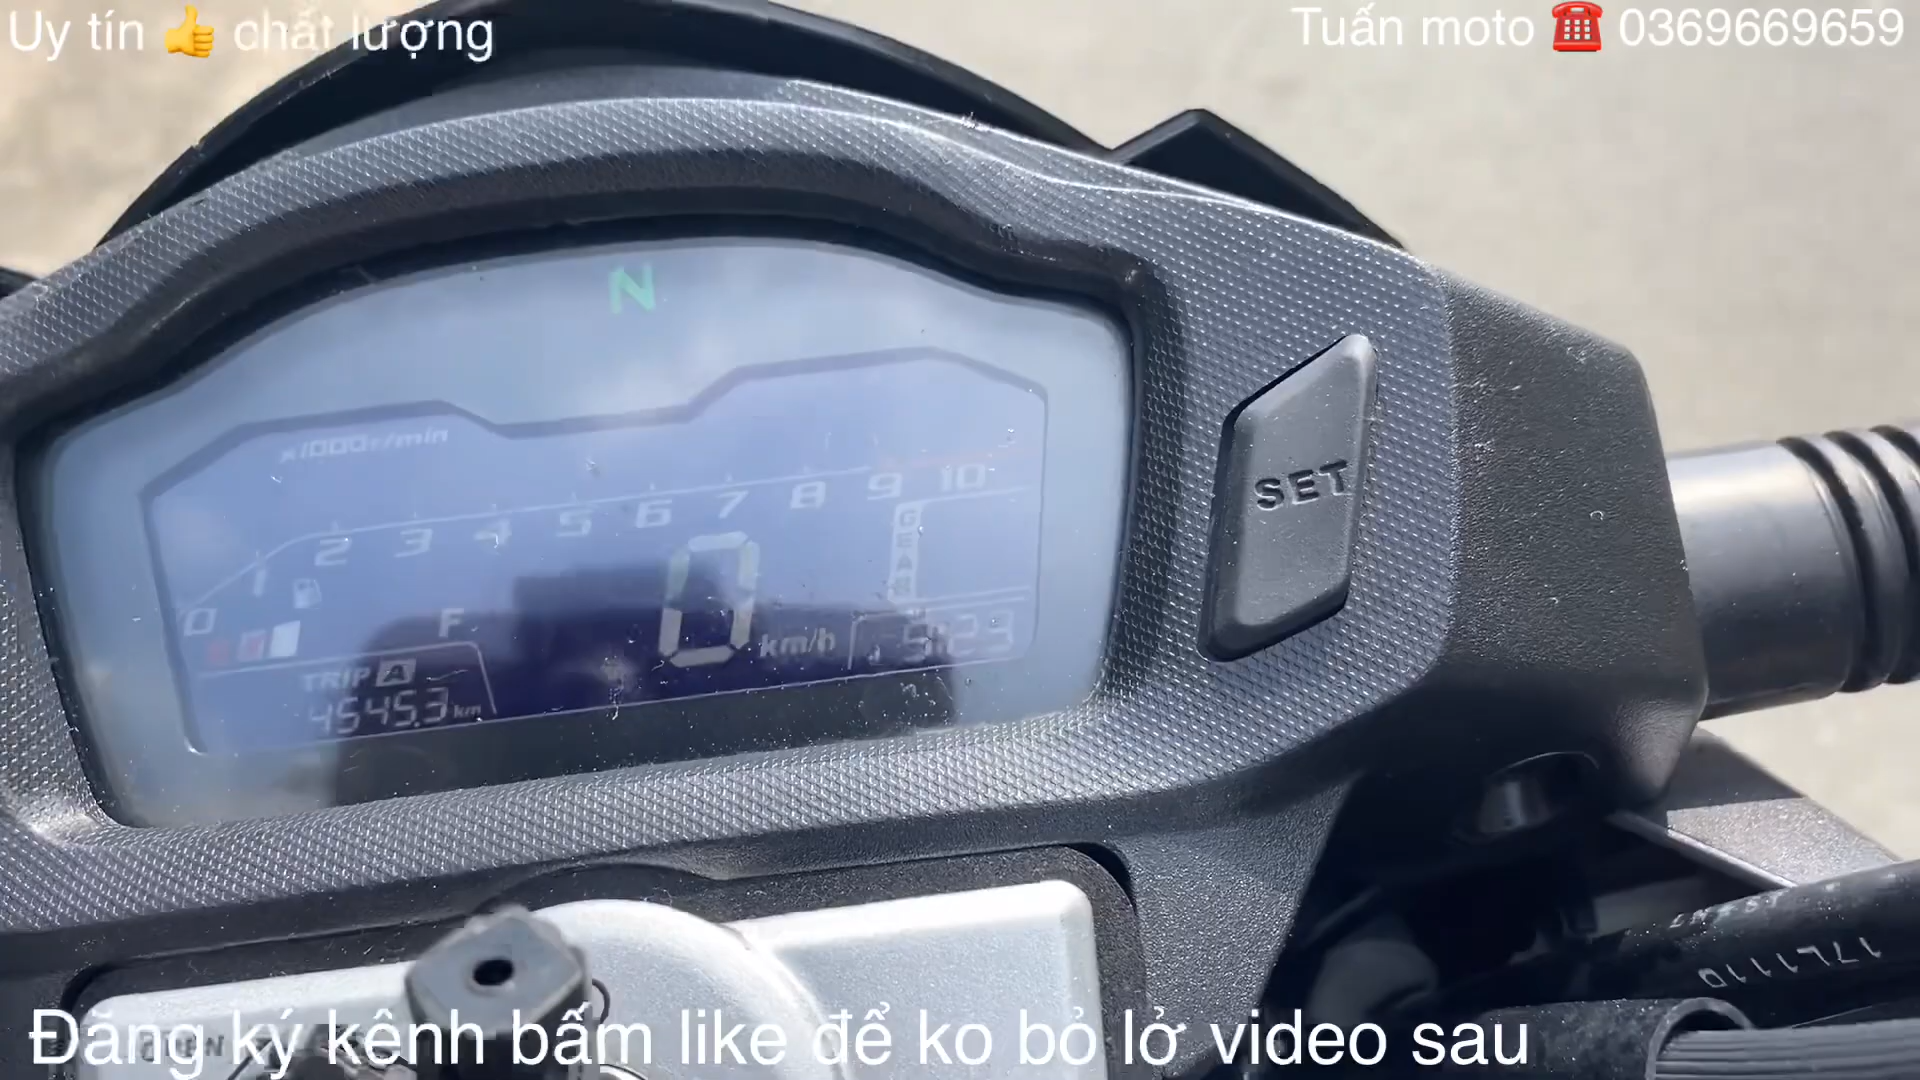 Uy tín 👍 chất lượng
Tuấn moto ☎️ 0369669659
N
x1000r/min
0 1 2 3 4 5 6 7 8 9 10
GEAR
SET
F
0 km/h
TRIP A
4545.3 km
17L1110
Đăng ký kênh bấm like để ko bỏ lở video sau